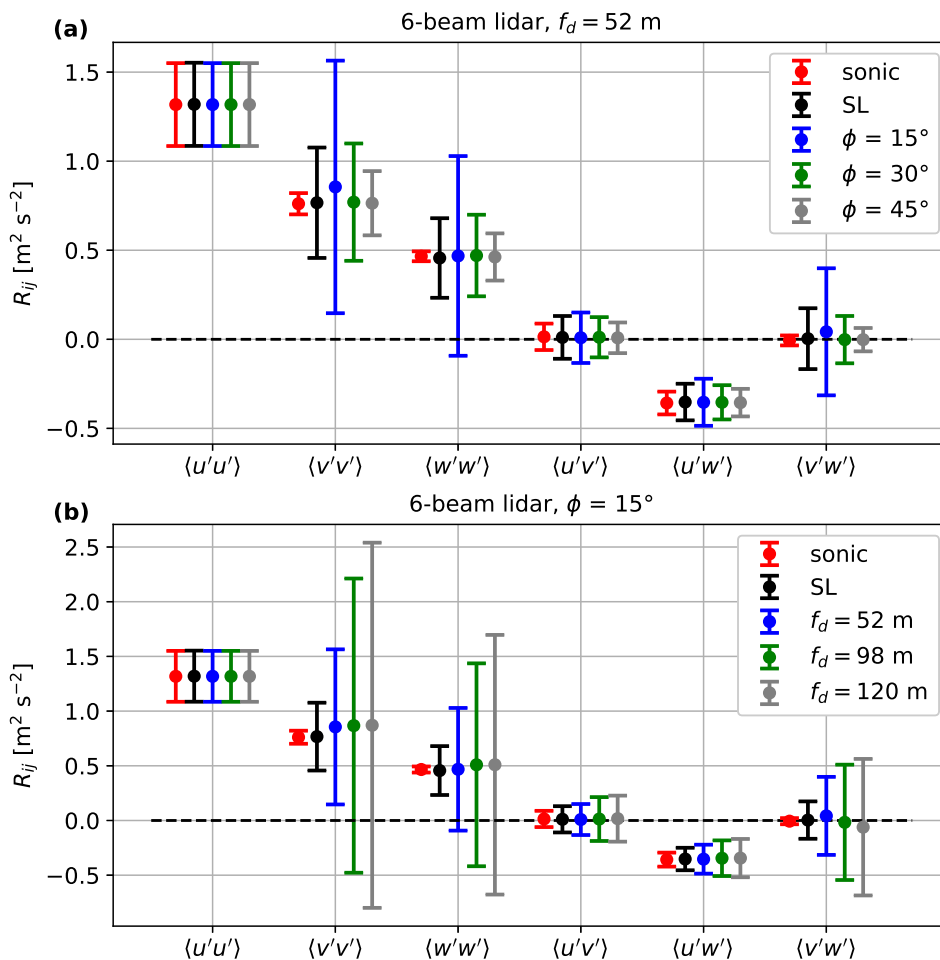 (a)
6-beam lidar, f_d = 52 m
R_ij [m² s⁻²]
1.5
1.0
0.5
0.0
−0.5
sonic
SL
ϕ = 15°
ϕ = 30°
ϕ = 45°
⟨u′u′⟩ ⟨v′v′⟩ ⟨w′w′⟩ ⟨u′v′⟩ ⟨u′w′⟩ ⟨v′w′⟩
(b)
6-beam lidar, ϕ = 15°
R_ij [m² s⁻²]
2.5
2.0
1.5
1.0
0.5
0.0
−0.5
sonic
SL
f_d = 52 m
f_d = 98 m
f_d = 120 m
⟨u′u′⟩ ⟨v′v′⟩ ⟨w′w′⟩ ⟨u′v′⟩ ⟨u′w′⟩ ⟨v′w′⟩